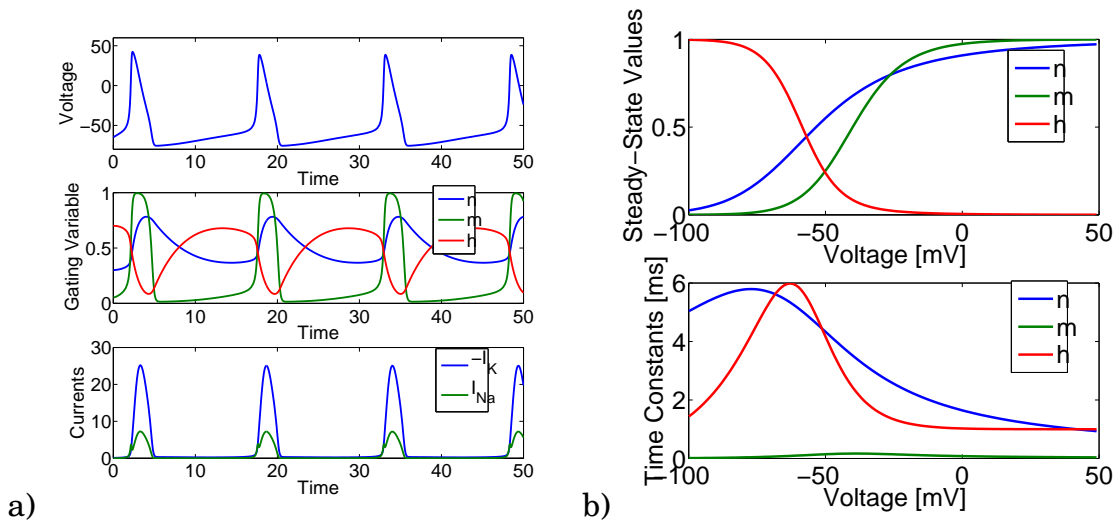 50
0
−50
Voltage
0 10 20 30 40 50
Time
1
0.5
0
Gating Variable
n
m
h
0 10 20 30 40 50
Time
30
20
10
0
Currents
−I_K
I_Na
0 10 20 30 40 50
Time
a)
1
0.5
0
Steady−State Values
n
m
h
−100 −50 0 50
Voltage [mV]
6
4
2
0
Time Constants [ms]
n
m
h
−100 −50 0 50
Voltage [mV]
b)